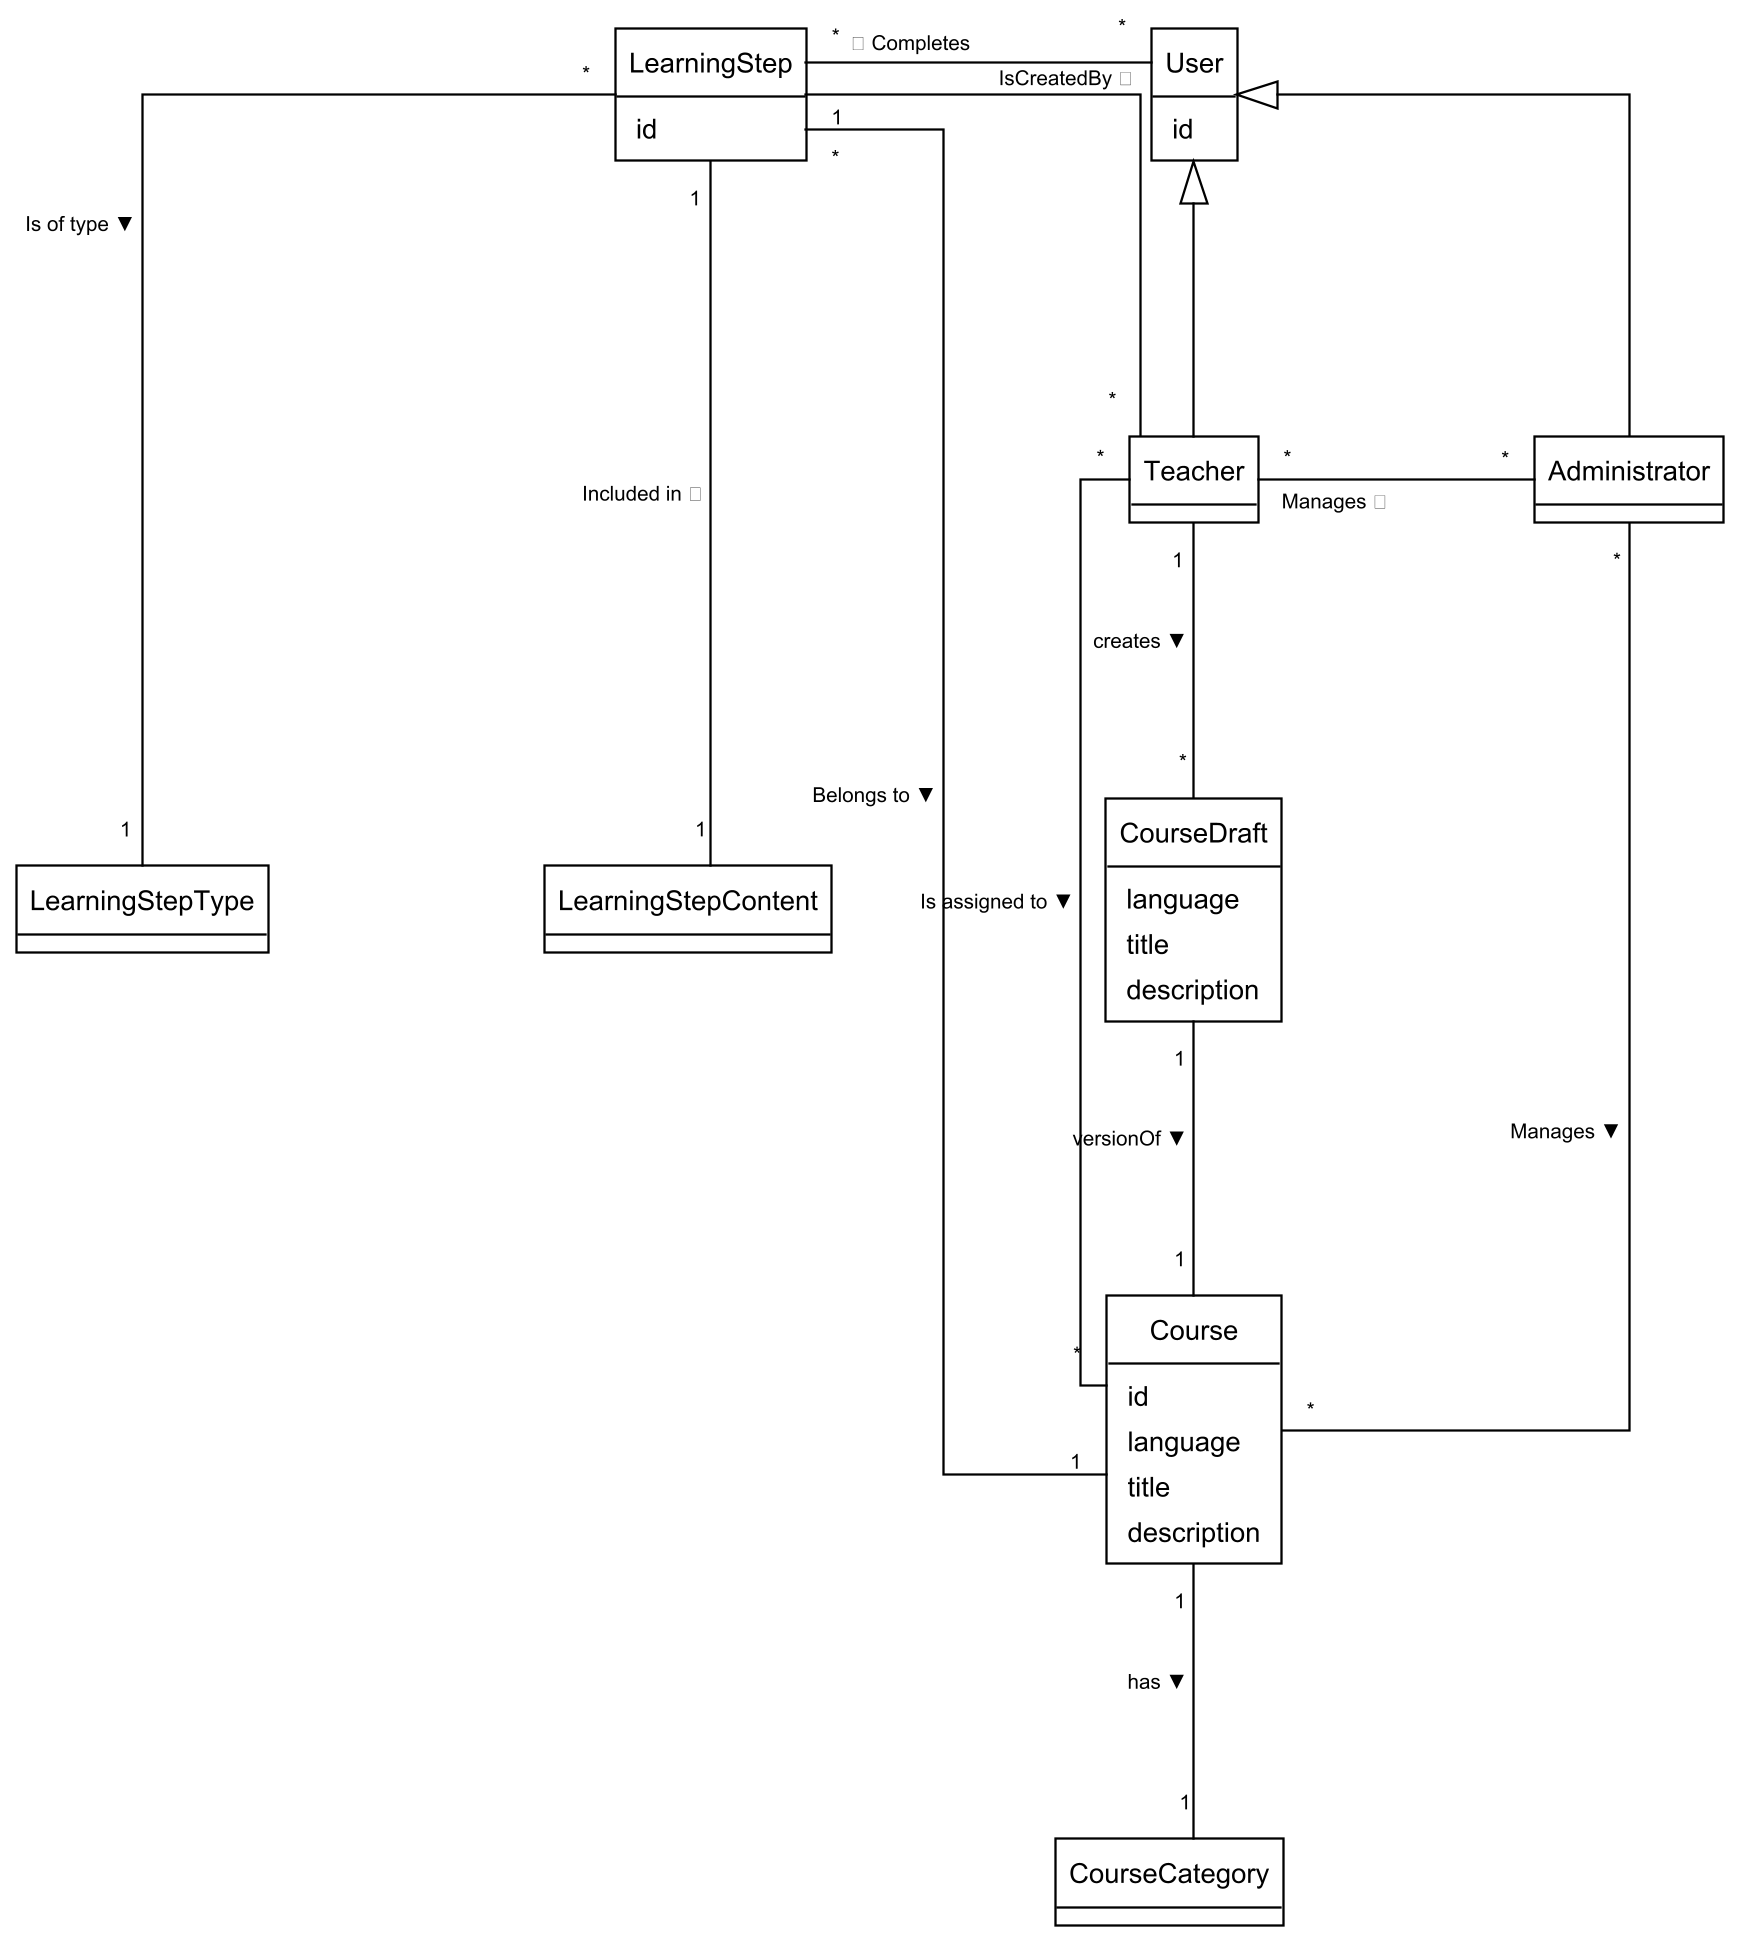 *
* ▯ Completes
LearningStep
User
*
IsCreatedBy ▯
1
id
id
*
1
Is of type ▼
*
*
*
*
Teacher
Administrator
Included in ▯
Manages ▯
1
*
creates ▼
*
Belongs to ▼
1
1
CourseDraft
LearningStepType
LearningStepContent
language
Is assigned to ▼
title
description
1
versionOf ▼
Manages ▼
1
Course
*
id
*
language
1
title
description
1
has ▼
1
CourseCategory